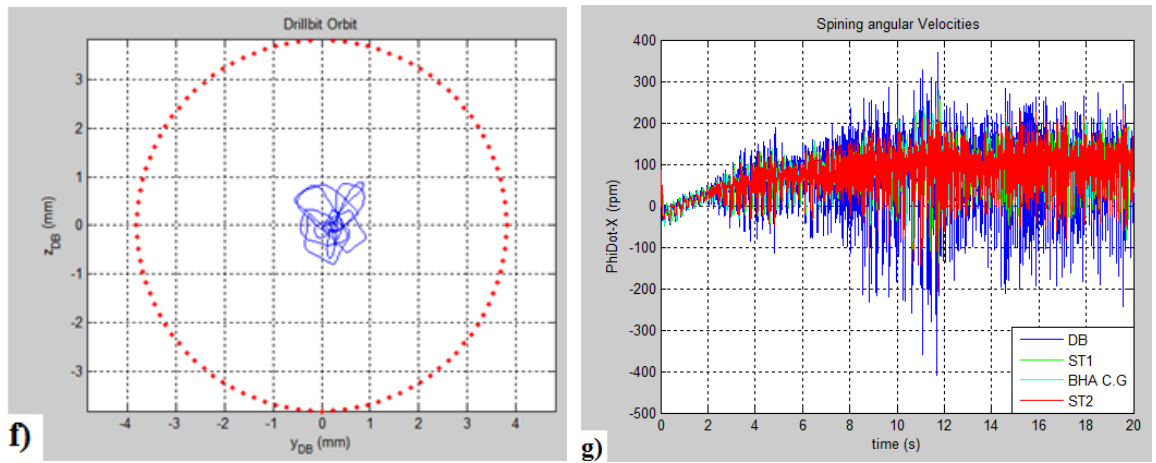 Drillbit Orbit
3
2
1
0
-1
-2
-3
z_DB (mm)
-4 -3 -2 -1 0 1 2 3 4
y_DB (mm)
f)
Spining angular Velocities
400
300
200
100
0
-100
-200
-300
-400
-500
PhiDot-X (rpm)
0 2 4 6 8 10 12 14 16 18 20
time (s)
DB
ST1
BHA C.G
ST2
g)